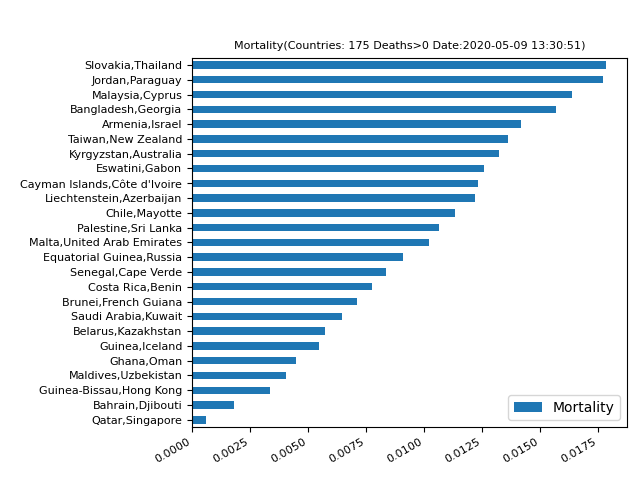 Mortality(Countries: 175 Deaths>0 Date:2020-05-09 13:30:51)
Slovakia,Thailand
Jordan,Paraguay
Malaysia,Cyprus
Bangladesh,Georgia
Armenia,Israel
Taiwan,New Zealand
Kyrgyzstan,Australia
Eswatini,Gabon
Cayman Islands,Côte d'Ivoire
Liechtenstein,Azerbaijan
Chile,Mayotte
Palestine,Sri Lanka
Malta,United Arab Emirates
Equatorial Guinea,Russia
Senegal,Cape Verde
Costa Rica,Benin
Brunei,French Guiana
Saudi Arabia,Kuwait
Belarus,Kazakhstan
Guinea,Iceland
Ghana,Oman
Maldives,Uzbekistan
Guinea-Bissau,Hong Kong
Bahrain,Djibouti
Qatar,Singapore
Mortality
0.0000 0.0025 0.0050 0.0075 0.0100 0.0125 0.0150 0.0175